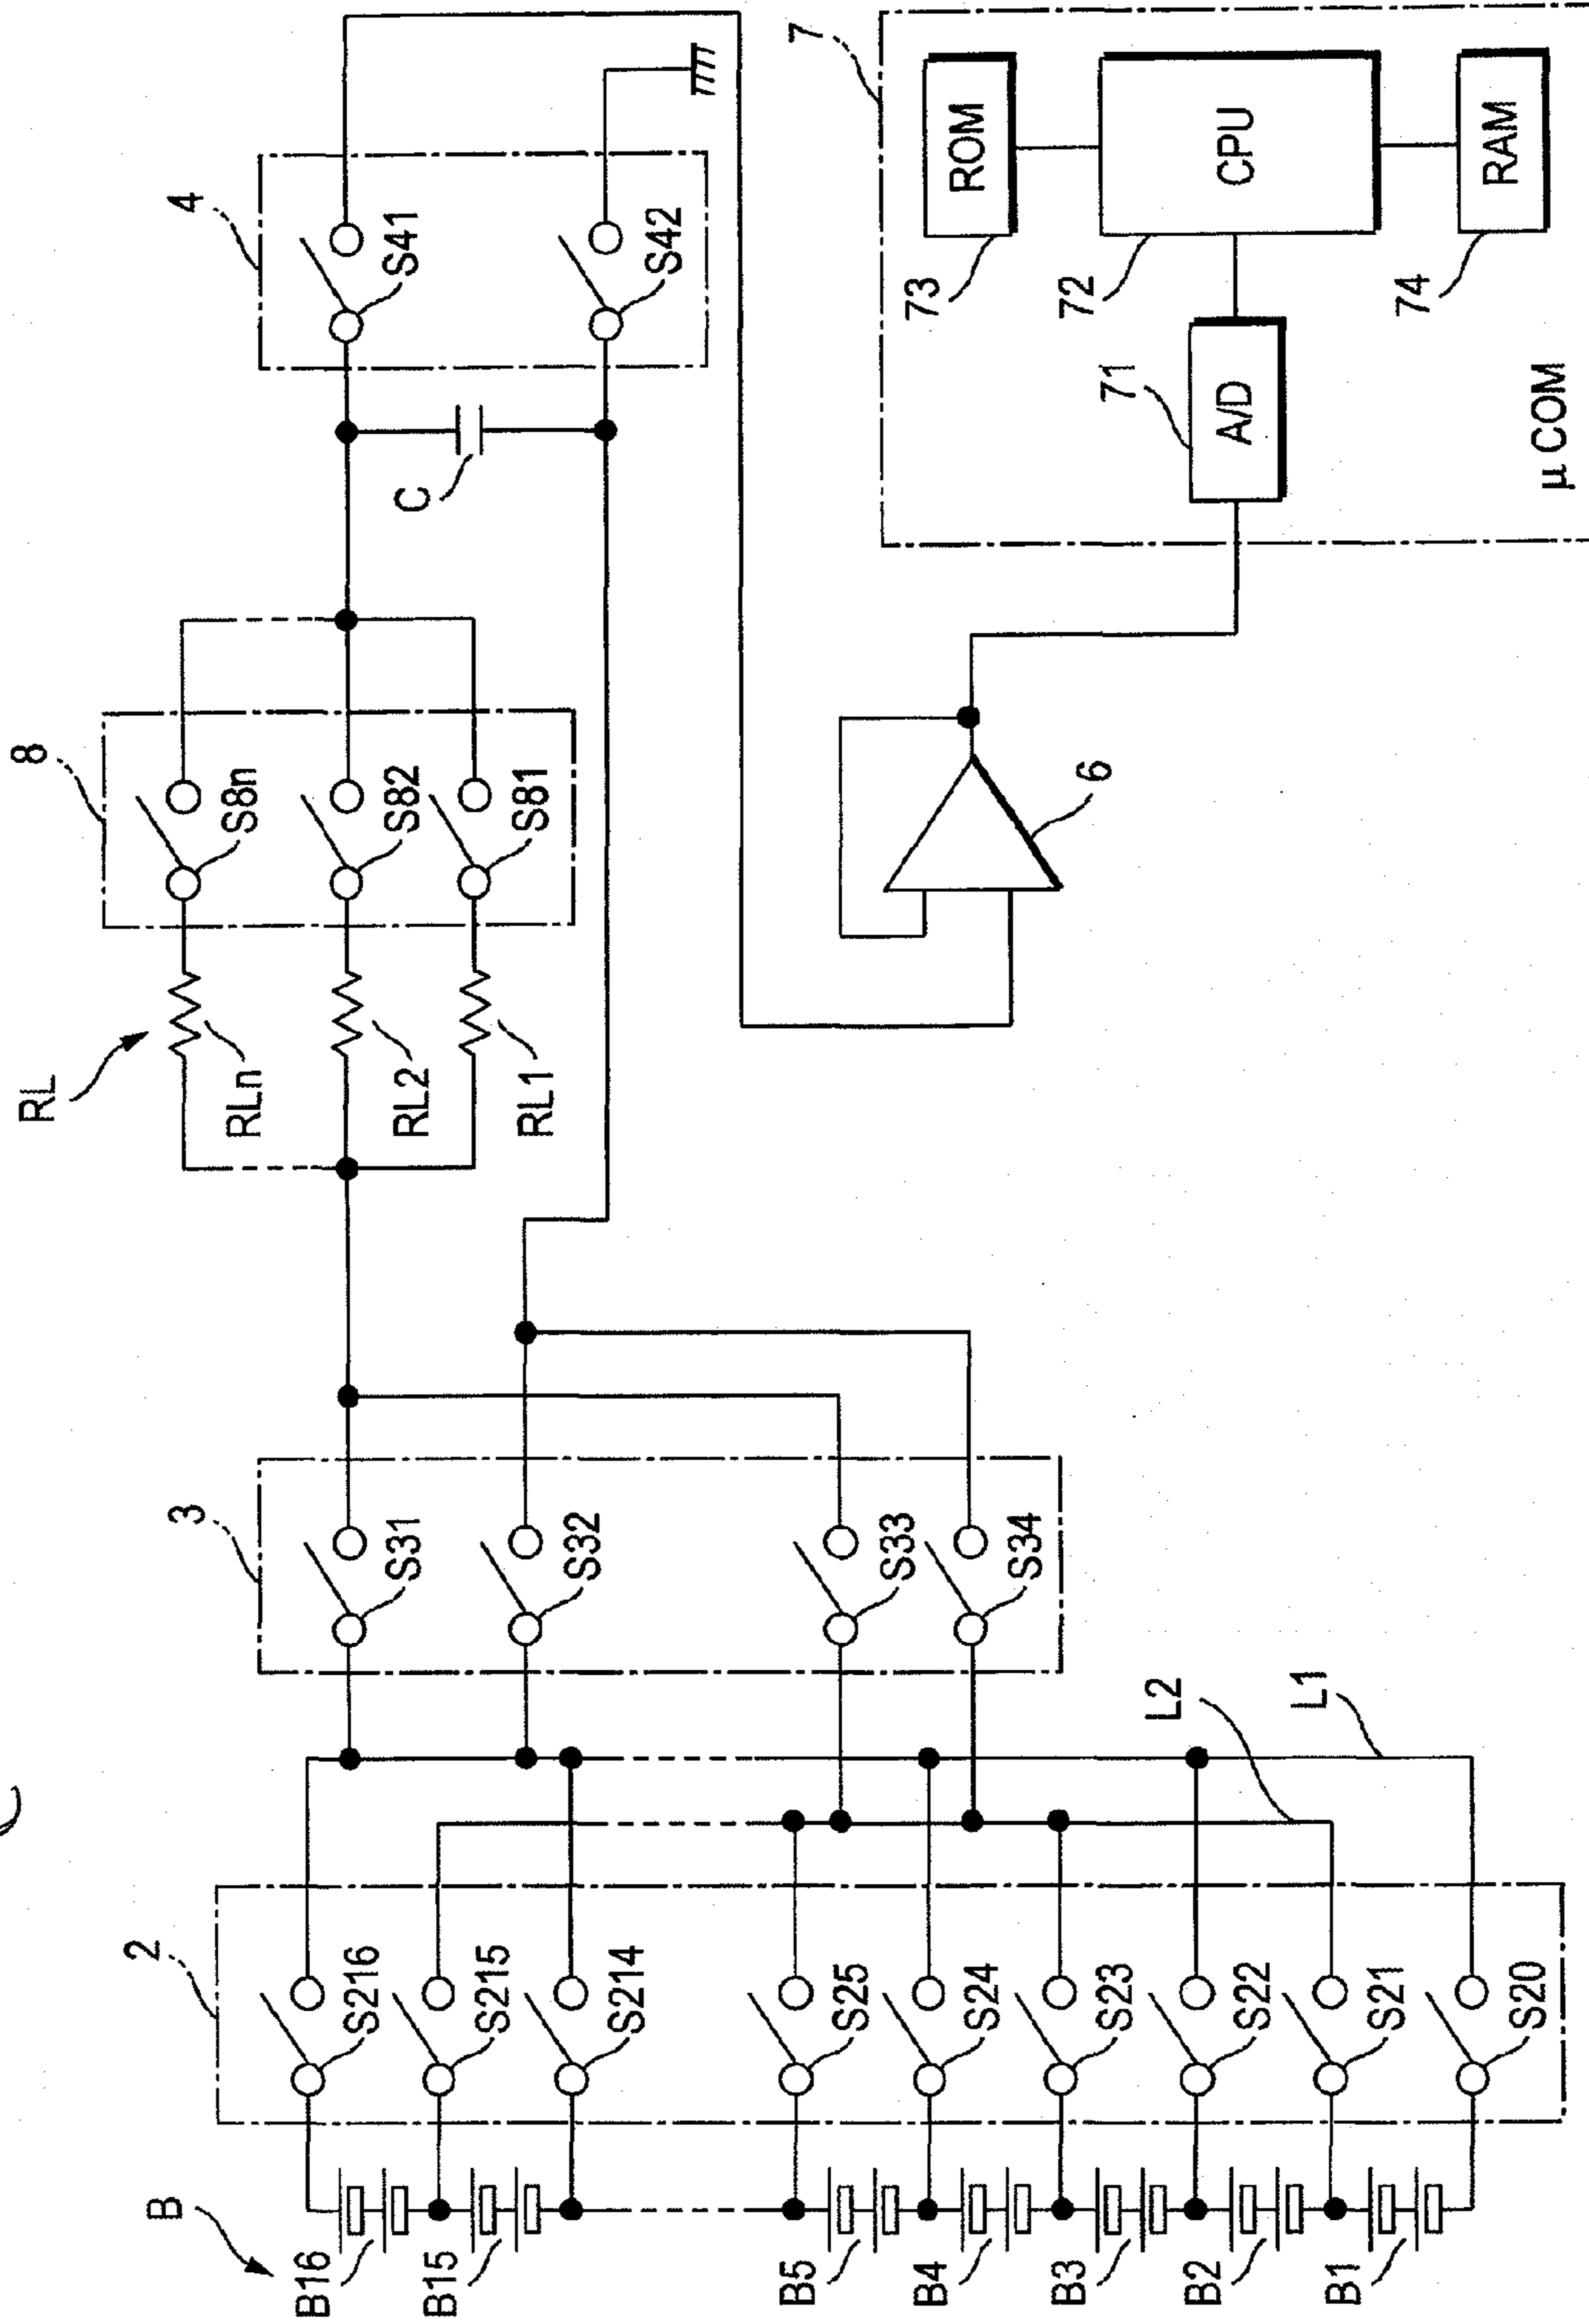 B
B16
B15
B5
B4
B3
B2
B1
2
S216
S215
S214
S25
S24
S23
S22
S21
S20
L2
L1
3
S31
S32
S33
S34
RL
RLn
RL2
RL1
8
S8n
S82
S81
C
4
S41
S42
6
7
73
ROM
72
CPU
71
A/D
74
RAM
μ COM